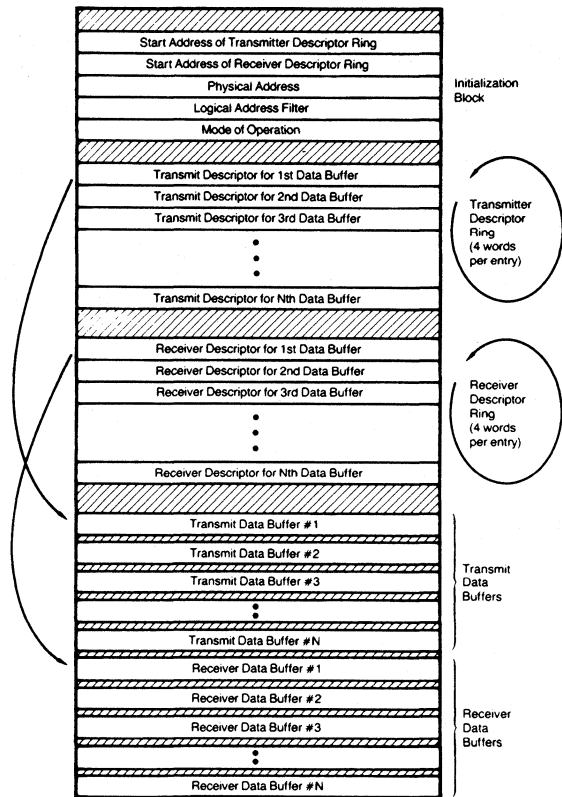 Start Address of Transmitter Descriptor Ring
Start Address of Receiver Descriptor Ring
Physical Address
Logical Address Filter
Mode of Operation
Initialization
Block
Transmit Descriptor for 1st Data Buffer
Transmit Descriptor for 2nd Data Buffer
Transmit Descriptor for 3rd Data Buffer
Transmit Descriptor for Nth Data Buffer
Transmitter
Descriptor
Ring
(4 words
per entry)
Receiver Descriptor for 1st Data Buffer
Receiver Descriptor for 2nd Data Buffer
Receiver Descriptor for 3rd Data Buffer
Receiver Descriptor for Nth Data Buffer
Receiver
Descriptor
Ring
(4 words
per entry)
Transmit Data Buffer #1
Transmit Data Buffer #2
Transmit Data Buffer #3
Transmit Data Buffer #N
Transmit
Data
Buffers
Receiver Data Buffer #1
Receiver Data Buffer #2
Receiver Data Buffer #3
Receiver Data Buffer #N
Receiver
Data
Buffers